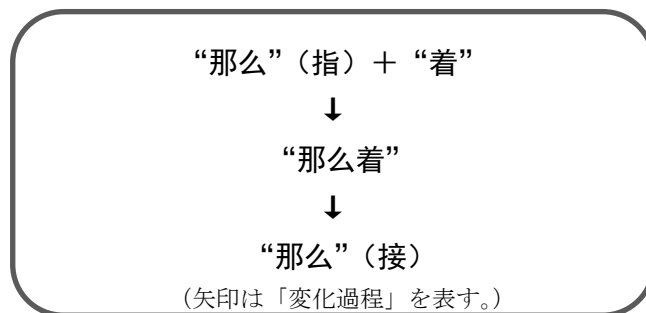 “那么”（指）＋“着”
↓
“那么着”
↓
“那么”（接）
（矢印は「変化過程」を表す。）